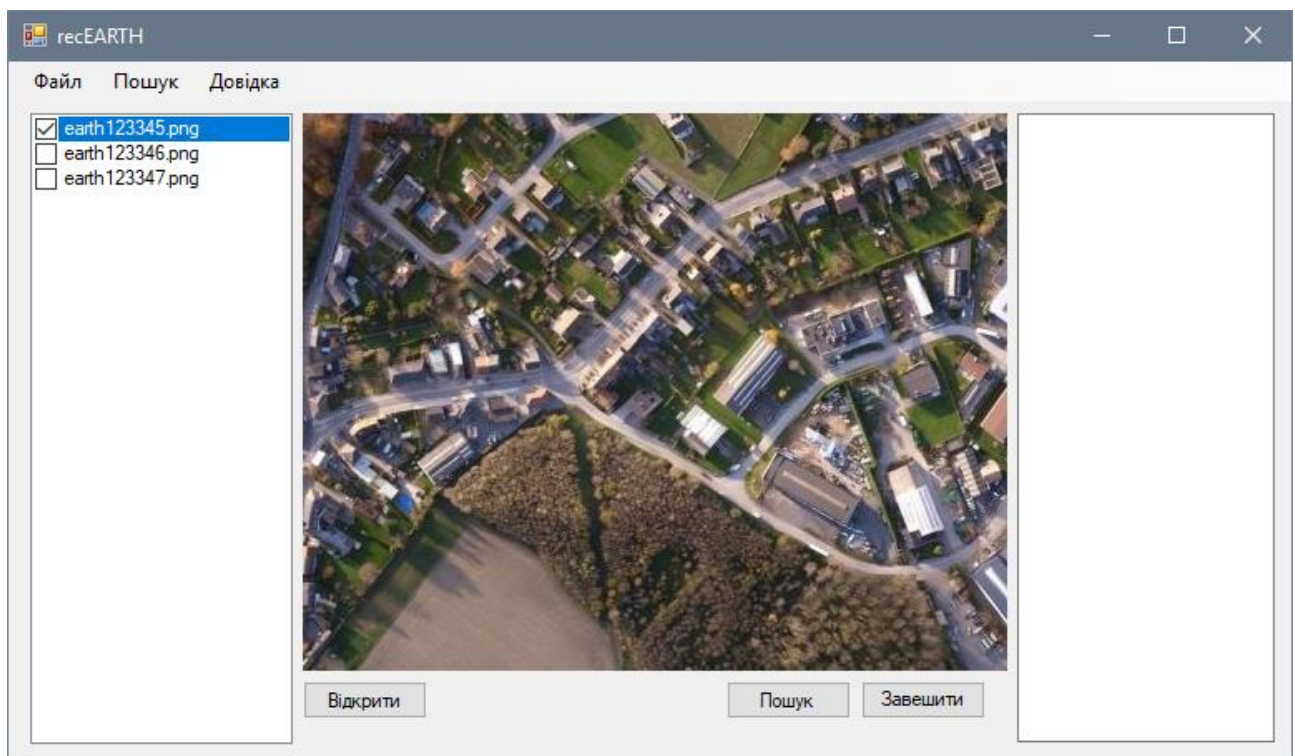 recEARTH
Файл Пошук Довідка
earth123345.png
earth123346.png
earth123347.png
Відкрити Пошук Завешити